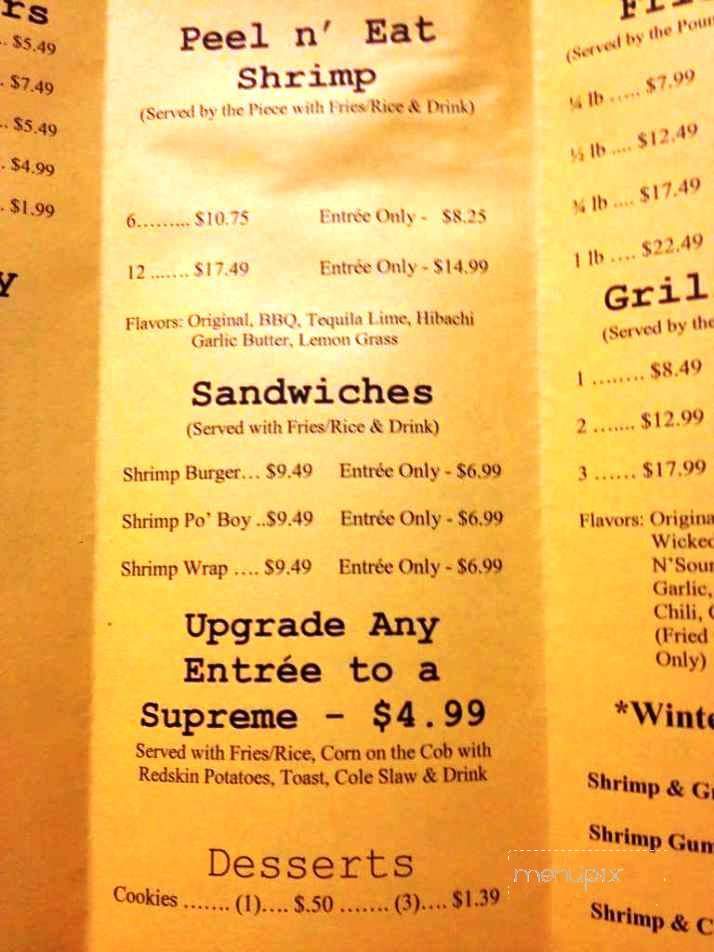 rs
.. $5.49
. $7.49
.. $5.49
. $4.99
. $1.99
y
Peel n' Eat
Shrimp
(Served by the Piece with Fries/Rice & Drink)
6......... $10.75 Entrée Only - $8.25
12 ....... $17.49 Entrée Only - $14.99
Flavors: Original, BBQ, Tequila Lime, Hibachi
Garlic Butter, Lemon Grass
Sandwiches
(Served with Fries/Rice & Drink)
Shrimp Burger... $9.49 Entrée Only - $6.99
Shrimp Po' Boy ..$9.49 Entrée Only - $6.99
Shrimp Wrap .... $9.49 Entrée Only - $6.99
Upgrade Any
Entrée to a
Supreme - $4.99
Served with Fries/Rice, Corn on the Cob with
Redskin Potatoes, Toast, Cole Slaw & Drink
Desserts
Cookies ....... (1).... $.50 ....... (3).... $1.39
(Served by the Poun
¼ lb ..... $7.99
½ lb .... $12.49
¾ lb .... $17.49
1 lb .... $22.49
Gril
(Served by the
1 ........ $8.49
2 ....... $12.99
3 ...... $17.99
Flavors: Origina
Wicked
N'Sour
Garlic,
Chili,
(Fried
Only)
*Winte
Shrimp & G
Shrimp Gum
Shrimp & C
menupix